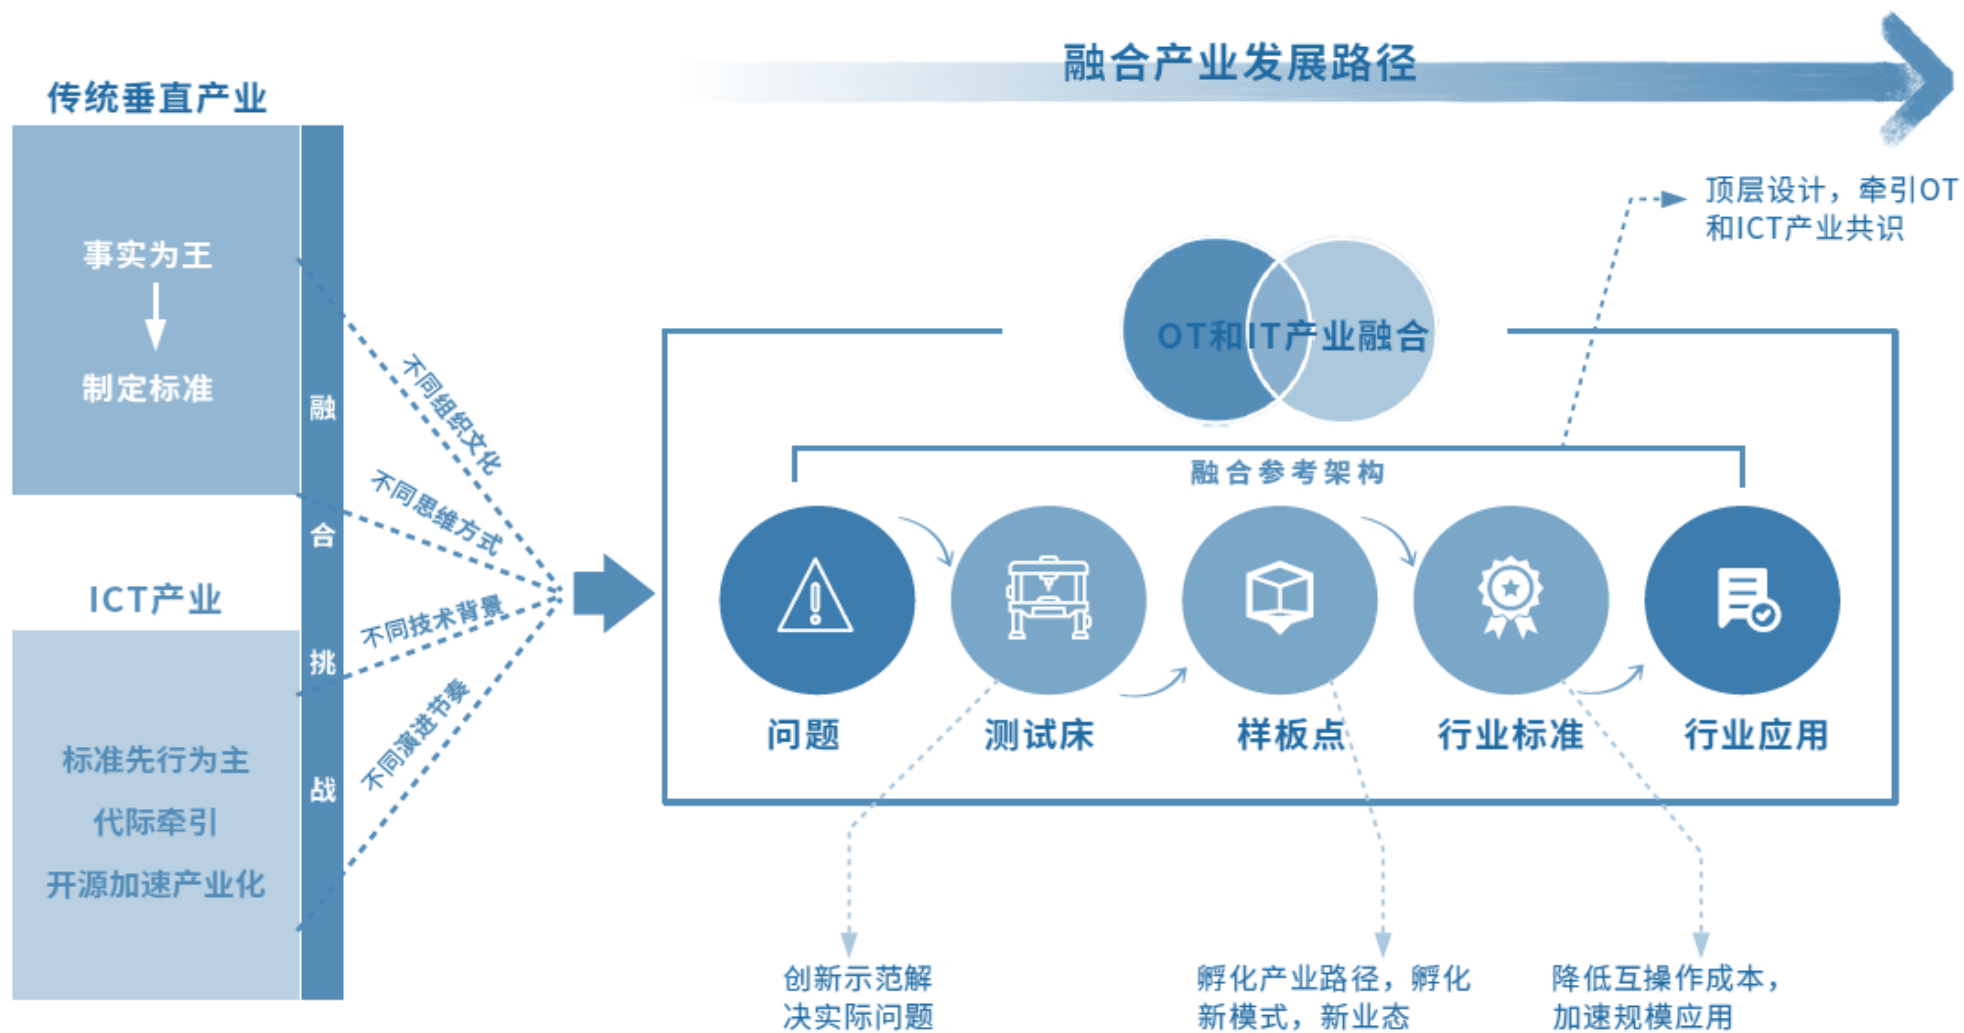 融合产业发展路径
传统垂直产业
事实为王
制定标准
ICT产业
标准先行为主
代际牵引
开源加速产业化
融
合
挑
战
不同组织文化
不同思维方式
不同技术背景
不同演进节奏
顶层设计，牵引OT
和ICT产业共识
OT和IT产业融合
融合参考架构
问题
测试床
样板点
行业标准
行业应用
创新示范解
决实际问题
孵化产业路径，孵化
新模式，新业态
降低互操作成本，
加速规模应用